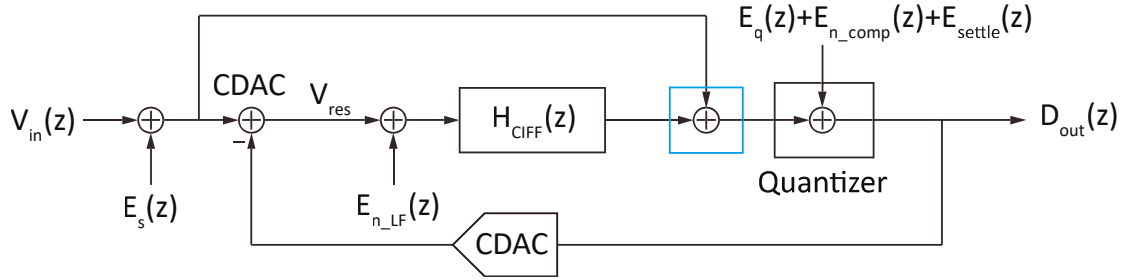 E_q(z)+E_n_comp(z)+E_settle(z)
CDAC
V_in(z)
V_res
H_CIFF(z)
D_out(z)
−
Quantizer
E_s(z)
E_n_LF(z)
CDAC